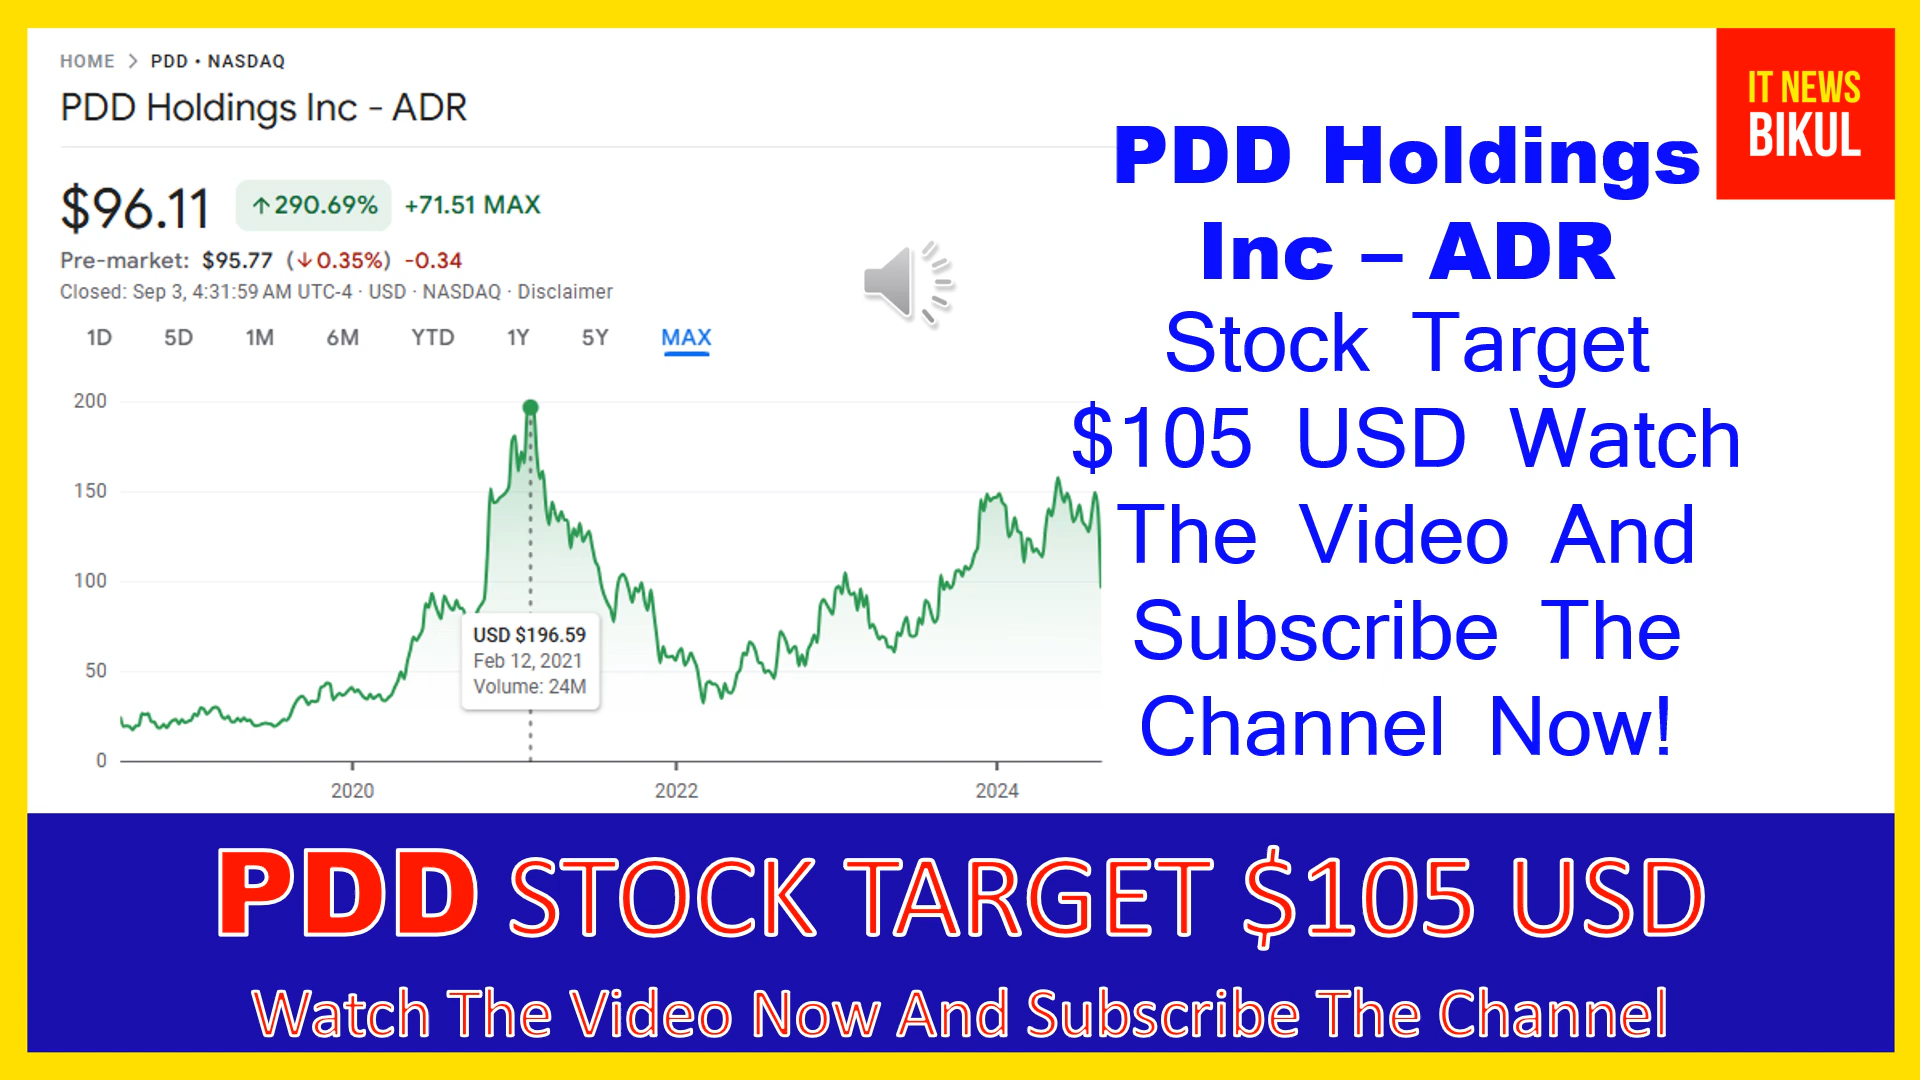 HOME > PDD • NASDAQ
PDD Holdings Inc - ADR
$96.11 ↑290.69% +71.51 MAX
Pre-market: $95.77 (↓0.35%) -0.34
Closed: Sep 3, 4:31:59 AM UTC-4 · USD · NASDAQ · Disclaimer
1D 5D 1M 6M YTD 1Y 5Y MAX
200
150
100
50
0
USD $196.59
Feb 12, 2021
Volume: 24M
2020 2022 2024
IT NEWS
BIKUL
PDD Holdings
Inc – ADR
Stock Target
$105 USD Watch
The Video And
Subscribe The
Channel Now!
PDD STOCK TARGET $105 USD
Watch The Video Now And Subscribe The Channel